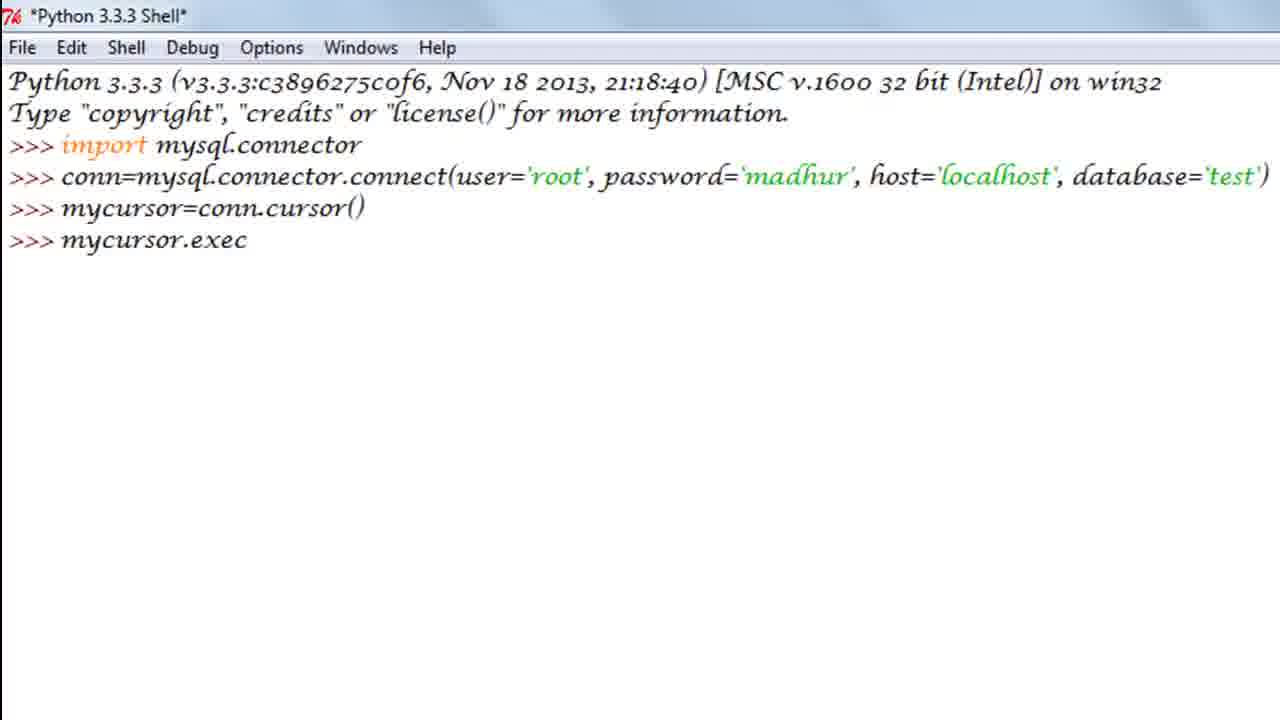 *Python 3.3.3 Shell*
File Edit Shell Debug Options Windows Help
Python 3.3.3 (v3.3.3:c3896275c0f6, Nov 18 2013, 21:18:40) [MSC v.1600 32 bit (Intel)] on win32
Type "copyright", "credits" or "license()" for more information.
>>> import mysql.connector
>>> conn=mysql.connector.connect(user='root', password='madhur', host='localhost', database='test')
>>> mycursor=conn.cursor()
>>> mycursor.exec